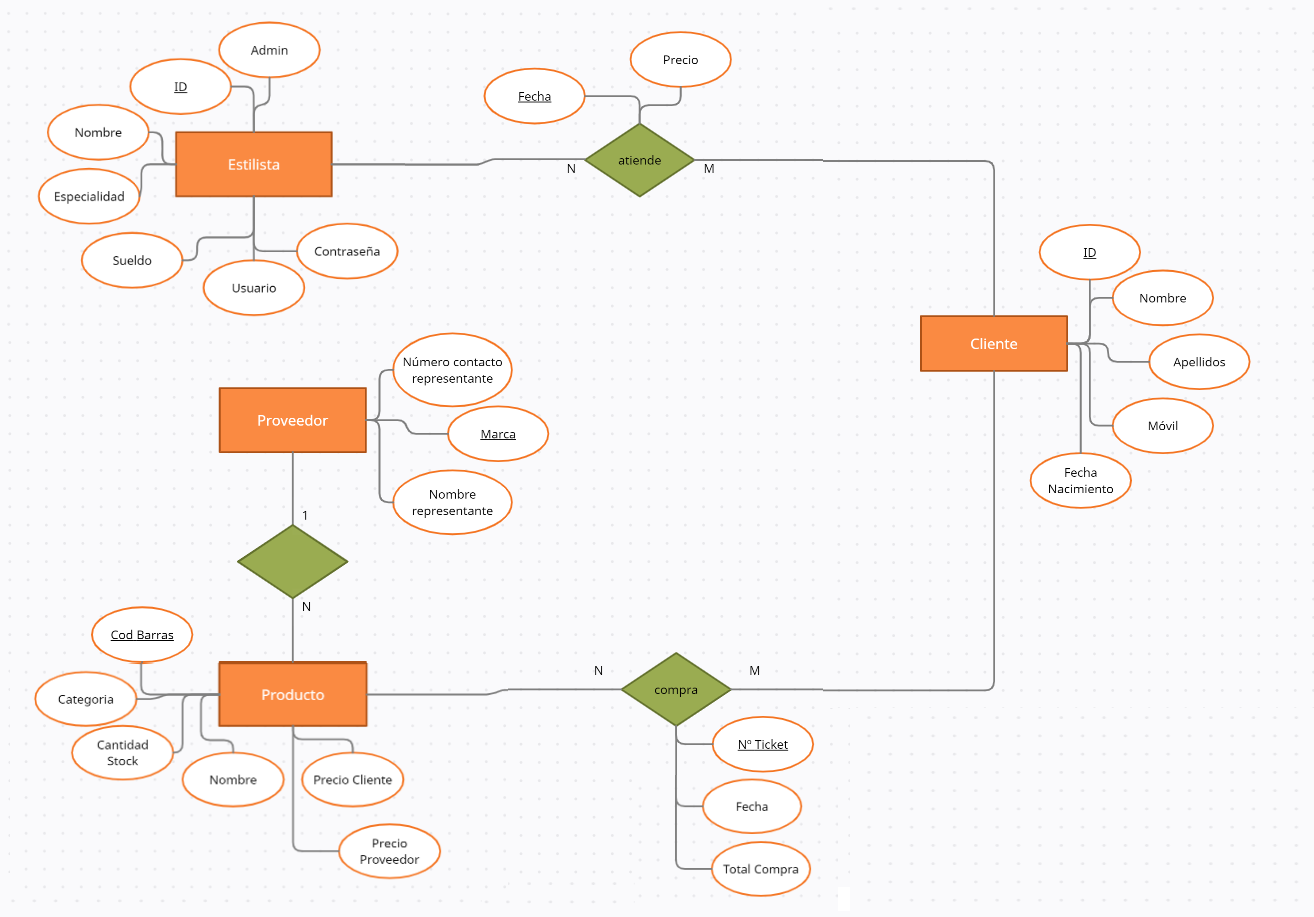 Admin
ID
Nombre
Estilista
Especialidad
Sueldo
Usuario
Contraseña
Fecha
Precio
atiende
N
M
ID
Nombre
Cliente
Apellidos
Móvil
Fecha
Nacimiento
Número contacto
representante
Proveedor
Marca
Nombre
representante
1
N
Cod Barras
Categoria
Producto
Cantidad
Stock
Nombre
Precio Cliente
Precio
Proveedor
N
M
compra
Nº Ticket
Fecha
Total Compra